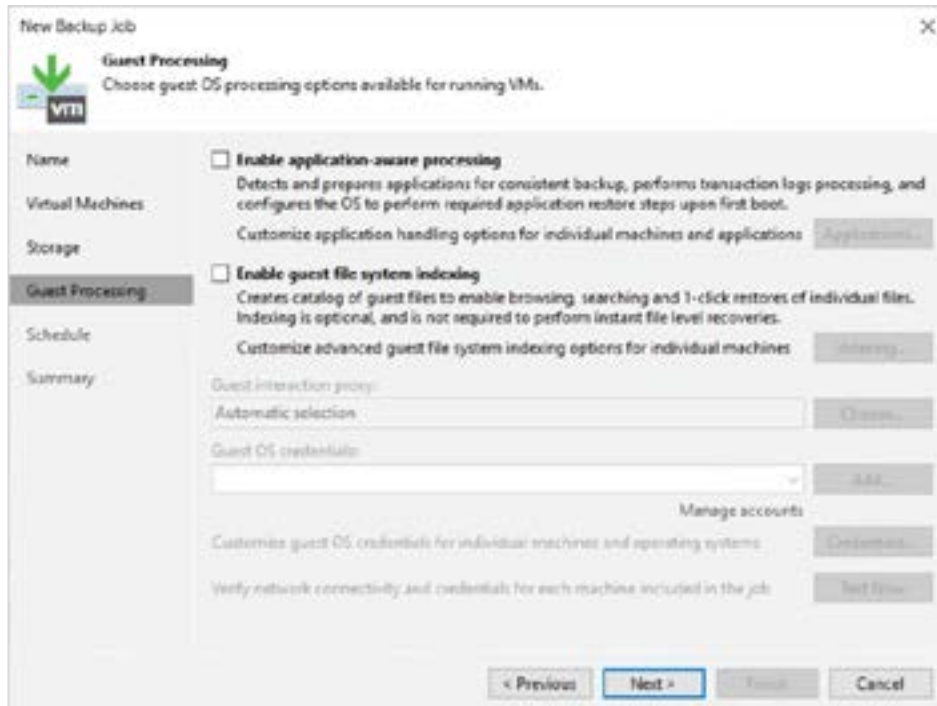 New Backup Job
Guest Processing
Choose guest OS processing options available for running VMs.
vm
Name
Virtual Machines
Storage
Guest Processing
Schedule
Summary
Enable application-aware processing
Detects and prepares applications for consistent backup, performs transaction logs processing, and
configures the OS to perform required application restore steps upon first boot.
Customize application handling options for individual machines and applications
Applications...
Enable guest file system indexing
Creates catalog of guest files to enable browsing, searching and 1-click restores of individual files.
Indexing is optional, and is not required to perform instant file level recoveries.
Customize advanced guest file system indexing options for individual machines
Indexing...
Guest interaction proxy:
Automatic selection
Choose...
Guest OS credentials:
Add...
Manage accounts
Customize guest OS credentials for individual machines and operating systems
Credentials...
Verify network connectivity and credentials for each machine included in the job
Test Now
< Previous
Next >
Finish
Cancel